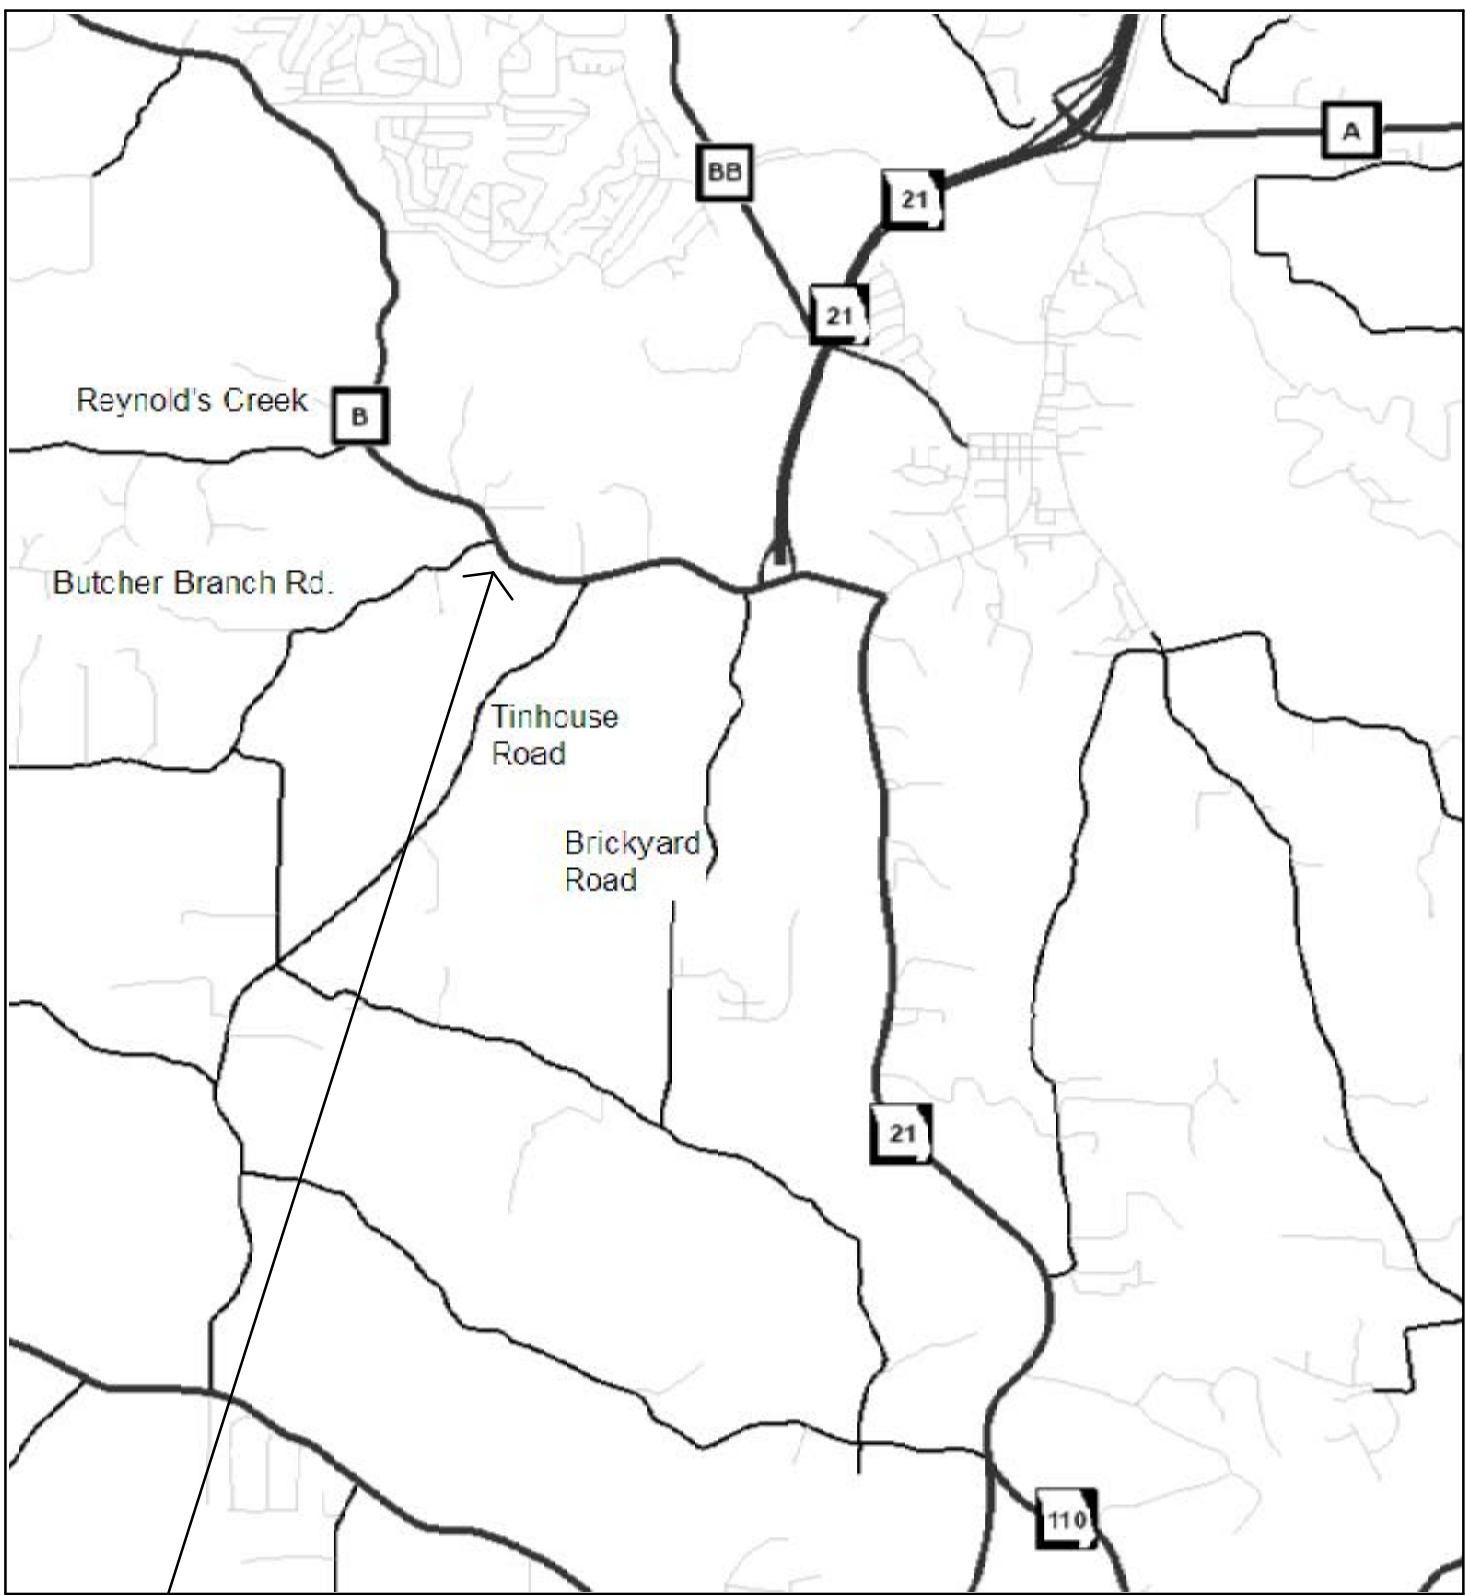 A
BB
21
21
Reynold's Creek
B
Butcher Branch Rd.
Tinhouse
Road
Brickyard
Road
21
110